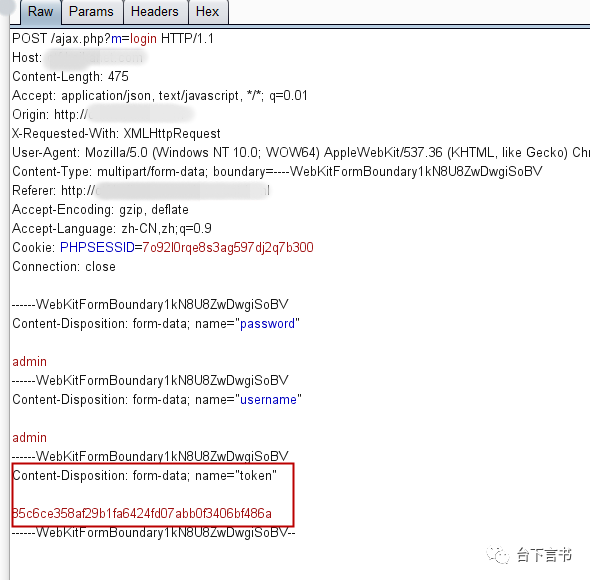 Raw Params Headers Hex
POST /ajax.php?m=login HTTP/1.1
Host:
Content-Length: 475
Accept: application/json, text/javascript, */*; q=0.01
Origin: http://
X-Requested-With: XMLHttpRequest
User-Agent: Mozilla/5.0 (Windows NT 10.0; WOW64) AppleWebKit/537.36 (KHTML, like Gecko) Chr
Content-Type: multipart/form-data; boundary=----WebKitFormBoundary1kN8U8ZwDwgiSoBV
Referer: http://
Accept-Encoding: gzip, deflate
Accept-Language: zh-CN,zh;q=0.9
Cookie: PHPSESSID=7o92l0rqe8s3ag597dj2q7b300
Connection: close
------WebKitFormBoundary1kN8U8ZwDwgiSoBV
Content-Disposition: form-data; name="password"
admin
------WebKitFormBoundary1kN8U8ZwDwgiSoBV
Content-Disposition: form-data; name="username"
admin
------WebKitFormBoundary1kN8U8ZwDwgiSoBV
Content-Disposition: form-data; name="token"
85c6ce358af29b1fa6424fd07abb0f3406bf486a
------WebKitFormBoundary1kN8U8ZwDwgiSoBV--
台下言书